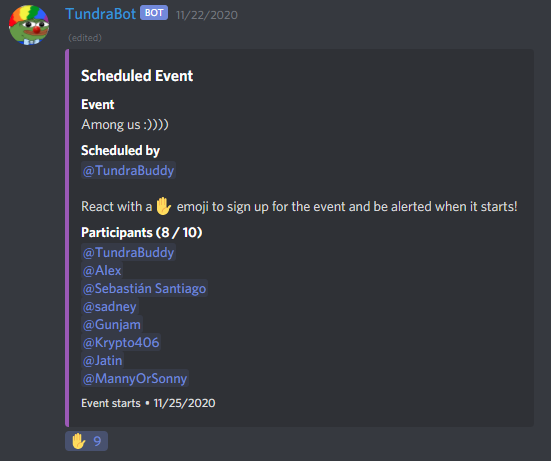 TundraBot BOT 11/22/2020
(edited)
Scheduled Event
Event
Among us :))))
Scheduled by
@TundraBuddy
React with a ✋ emoji to sign up for the event and be alerted when it starts!
Participants (8 / 10)
@TundraBuddy
@Alex
@Sebastián Santiago
@sadney
@Gunjam
@Krypto406
@Jatin
@MannyOrSonny
Event starts • 11/25/2020
✋ 9